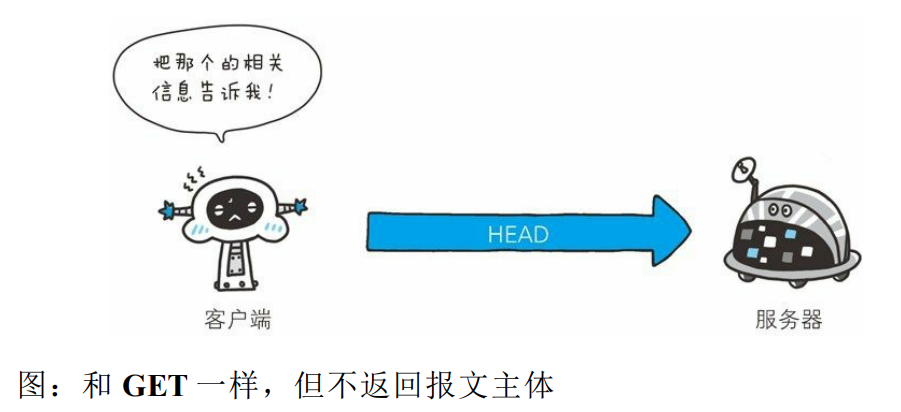 把那个的相关
信息告诉我！
HEAD
客户端
服务器
图：和 GET 一样，但不返回报文主体